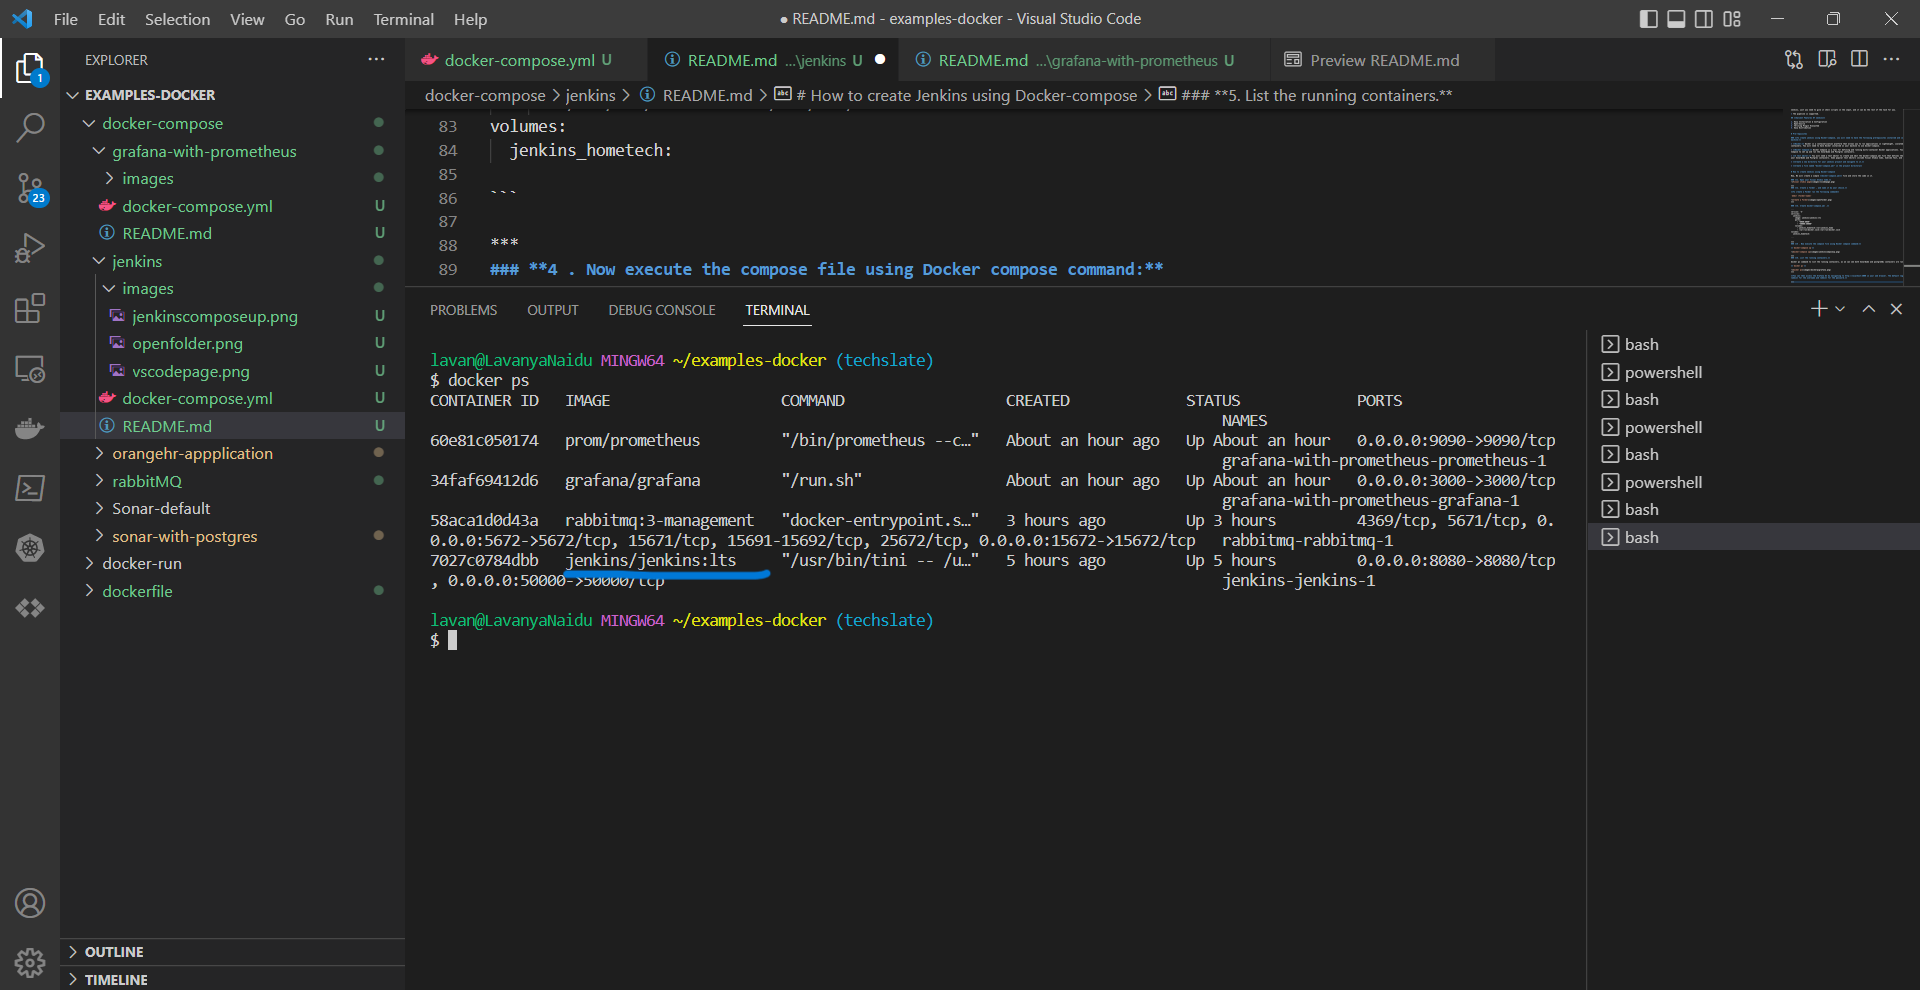 File Edit Selection View Go Run Terminal Help
● README.md - examples-docker - Visual Studio Code
EXPLORER
1
23
EXAMPLES-DOCKER
docker-compose
grafana-with-prometheus
images
docker-compose.yml U
README.md U
jenkins
images
jenkinscomposeup.png U
openfolder.png U
vscodepage.png U
docker-compose.yml U
README.md U
orangehr-appplication
rabbitMQ
Sonar-default
sonar-with-postgres
docker-run
dockerfile
OUTLINE
TIMELINE
docker-compose.yml U
README.md ...\jenkins U
README.md ...\grafana-with-prometheus U
Preview README.md
docker-compose > jenkins > README.md > # How to create Jenkins using Docker-compose > ### **5. List the running containers.**
83 volumes:
84 jenkins_hometech:
85
86 ```
87
88 ***
89 ### **4 . Now execute the compose file using Docker compose command:**
PROBLEMS OUTPUT DEBUG CONSOLE TERMINAL
lavan@LavanyaNaidu MINGW64 ~/examples-docker (techslate)
$ docker ps
CONTAINER ID IMAGE COMMAND CREATED STATUS PORTS
NAMES
60e81c050174 prom/prometheus "/bin/prometheus --c…" About an hour ago Up About an hour 0.0.0.0:9090->9090/tcp
grafana-with-prometheus-prometheus-1
34faf69412d6 grafana/grafana "/run.sh" About an hour ago Up About an hour 0.0.0.0:3000->3000/tcp
grafana-with-prometheus-grafana-1
58aca1d0d43a rabbitmq:3-management "docker-entrypoint.s…" 3 hours ago Up 3 hours 4369/tcp, 5671/tcp, 0.
0.0.0:5672->5672/tcp, 15671/tcp, 15691-15692/tcp, 25672/tcp, 0.0.0.0:15672->15672/tcp rabbitmq-rabbitmq-1
7027c0784dbb jenkins/jenkins:lts "/usr/bin/tini -- /u…" 5 hours ago Up 5 hours 0.0.0.0:8080->8080/tcp
, 0.0.0.0:50000->50000/tcp jenkins-jenkins-1
lavan@LavanyaNaidu MINGW64 ~/examples-docker (techslate)
$
bash
powershell
bash
powershell
bash
powershell
bash
bash